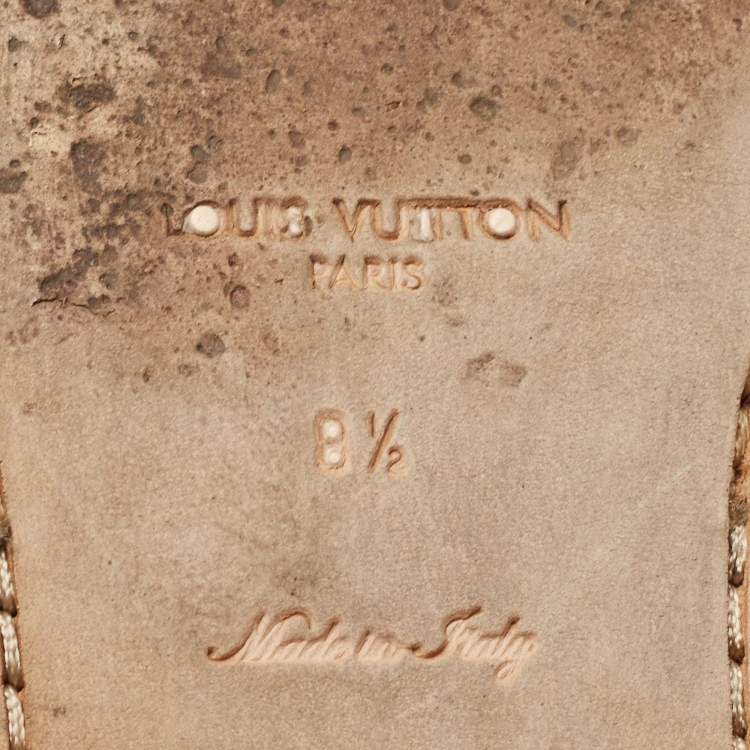 LOUIS VUITTON
PARIS
8 ½
Made in Italy